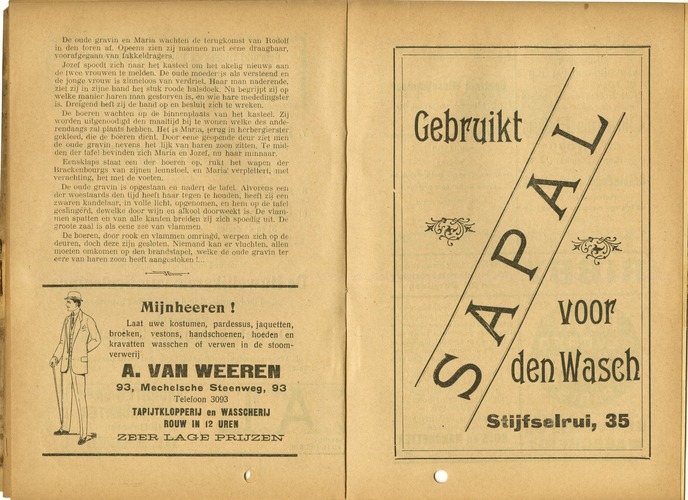 De oude gravin en Maria wachten de terugkomst van Rodolf
in den toren af. Opeens zien zij mannen met eene draagbaar,
voorafgegaan van fakkeldragers.
Jozef spoedt zich naar het kasteel om het akelig nieuws aan
de twee vrouwen te melden. De oude moeder is als versteend en
de jonge vrouw is zinneloos van verdriet. Haar man naderende,
ziet zij in zijne hand het stuk roode halsdoek. Nu begrijpt zij op
welke manier haren man gestorven is, en wie hare mededingster
is. Dreigend heft zij de hand op en besluit zich te wreken.
De boeren wachten op de binnenplaats van het kasteel. Zij
worden uitgenoodigd den maaltijd bij te wonen welke des ande-
rendaags zal plaats hebben. Het is Maria, terug in herbergierster
gekleed, die de boeren dient. Door eene geopende deur ziet men
de oude gravin nevens het lijk van haren zoon zitten. Te mid-
den der tafel bevinden zich Maria en Jozef, nu haar minnaar.
Eensklaps staat een der boeren op, rukt het wapen der
Brackenbourgs van zijnen leunstoel, en Maria verplettert, met
verachting, het met de voeten.
De oude gravin is opgestaan en nadert de tafel. Alvorens een
der woestaards den tijd heeft haar tegen te houden, heeft zij een
zwaren kandelaar, in volle licht, opgenomen, en hem op de tafel
geslingerd, dewelke door wijn en alkool doorweekt is. De vlam-
men spatten en van alle kanten breiden zij zich spoedig uit. De
groote zaal is als eene zee van vlammen.
De boeren, door rook en vlammen omringd, werpen zich op de
deuren, doch deze zijn gesloten. Niemand kan er vluchten, allen
moeten omkomen op den brandstapel, welke de oude gravin ter
eere van haren zoon heeft aangestoken !...
Mijnheeren !
Laat uwe kostumen, pardessus, jaquetten,
broeken, vestons, handschoenen, hoeden en
kravatten wasschen of verwen in de stoom-
verwerij
A. VAN WEEREN
93, Mechelsche Steenweg, 93
Telefoon 3093
TAPIJTKLOPPERIJ en WASSCHERIJ
ROUW IN 12 UREN
ZEER LAGE PRIJZEN
Gebruikt
SAPAL
voor
den Wasch
Stijfselrui, 35